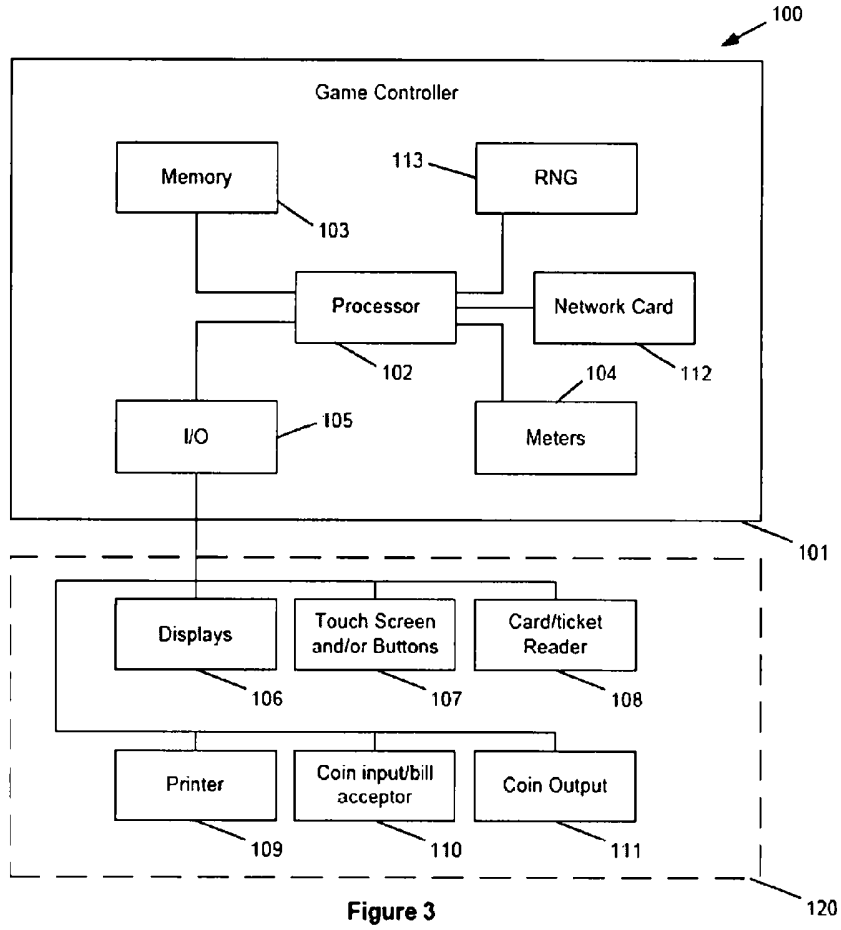 100
Game Controller
Memory
113
RNG
103
Processor
Network Card
102
104
112
I/O
105
Meters
101
Displays
Touch Screen
and/or Buttons
Card/ticket
Reader
106
107
108
Printer
Coin input/bill
acceptor
Coin Output
109
110
111
120
Figure 3